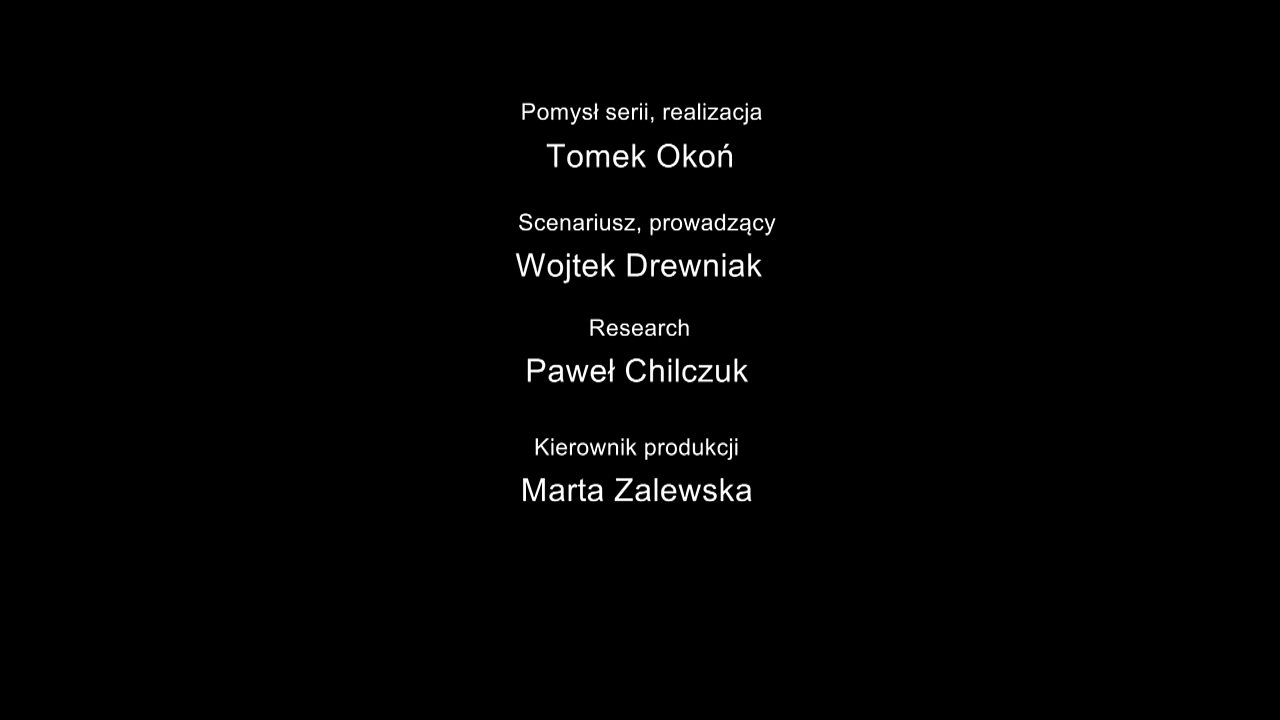 Pomysł serii, realizacja
Tomek Okoń
Scenariusz, prowadzący
Wojtek Drewniak
Research
Paweł Chilczuk
Kierownik produkcji
Marta Zalewska